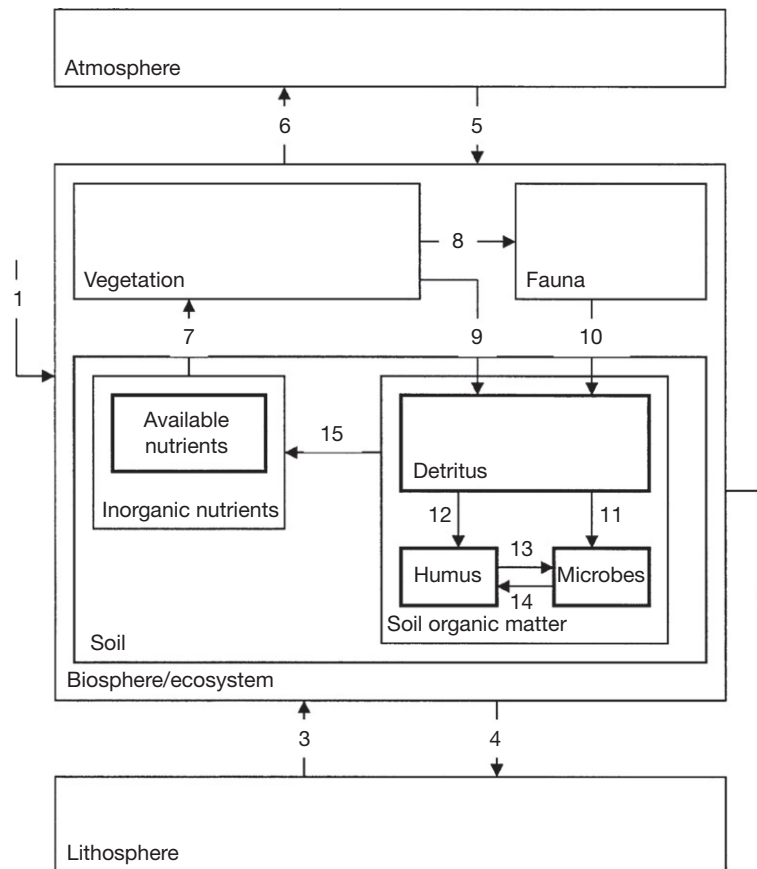 Atmosphere
6
5
8
Vegetation
Fauna
1
7
9
10
Available
nutrients
15
Detritus
Inorganic nutrients
12
11
13
Humus
Microbes
14
Soil organic matter
Soil
Biosphere/ecosystem
3
4
Lithosphere